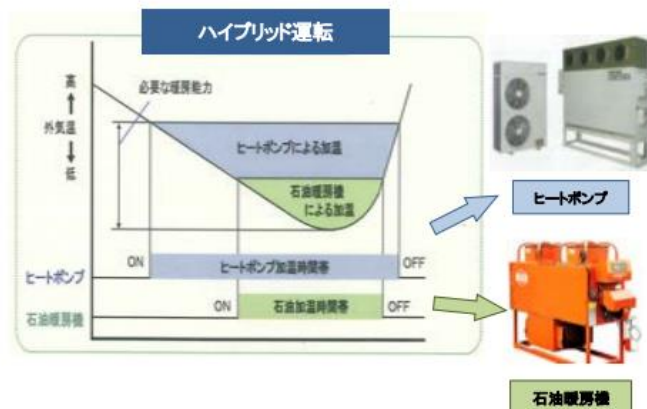 ハイブリッド運転
高
外気温
低
必要な暖房能力
ヒートポンプによる加温
石油暖房機
による加温
ON
ヒートポンプ加温時間帯
OFF
ヒートポンプ
ON
石油加温時間帯
OFF
石油暖房機
ヒートポンプ
石油暖房機